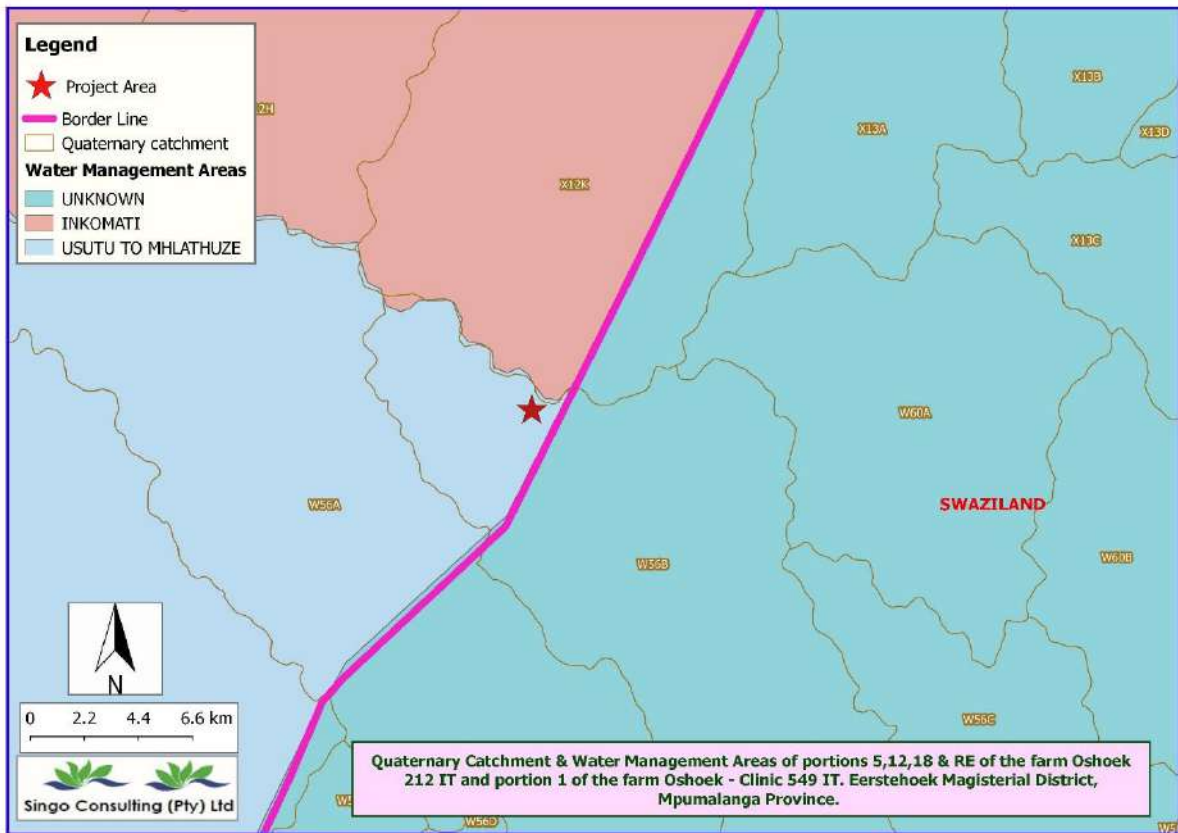 Legend
Project Area
Border Line
Quaternary catchment
Water Management Areas
UNKNOWN
INKOMATI
USUTU TO MHLATHUZE
2H
X12K
X13A
X13B
X13D
X13C
W60A
SWAZILAND
W56A
W56B
W60B
W56C
W56D
N
0 2.2 4.4 6.6 km
Singo Consulting (Pty) Ltd
Quaternary Catchment & Water Management Areas of portions 5,12,18 & RE of the farm Oshoek
212 IT and portion 1 of the farm Oshoek - Clinic 549 IT. Eerstehoek Magisterial District,
Mpumalanga Province.